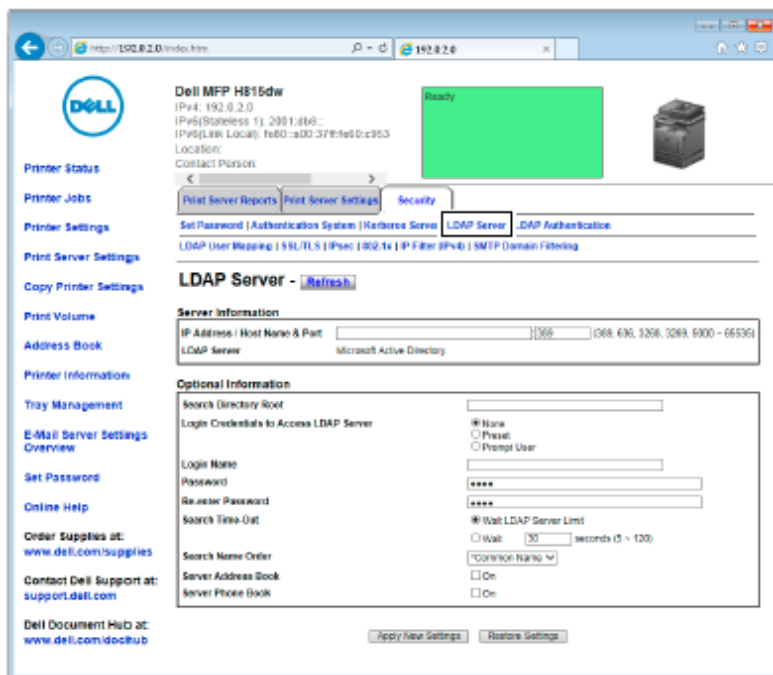 http://192.0.2.0/index.htm
192.0.2.0
DELL
Dell MFP H815dw
IPv4: 192.0.2.0
IPv6(Stateless 1): 2001:db8::
IPv6(Link Local): fe80::a00:37ff:fe60:c953
Location:
Contact Person:
Ready
Printer Status
Printer Jobs
Printer Settings
Print Server Settings
Copy Printer Settings
Print Volume
Address Book
Printer Information
Tray Management
E-Mail Server Settings
Overview
Set Password
Online Help
Order Supplies at:
www.dell.com/supplies
Contact Dell Support at:
support.dell.com
Dell Document Hub at:
www.dell.com/dochub
Print Server Reports Print Server Settings Security
Set Password | Authentication System | Kerberos Server | LDAP Server LDAP Authentication
LDAP User Mapping | SSL/TLS | IPsec | 802.1x | IP Filter (IPv4) | SMTP Domain Filtering
LDAP Server - Refresh
Server Information
IP Address / Host Name & Port :389 (389, 636, 3268, 3269, 5000 ~ 65535)
LDAP Server Microsoft Active Directory
Optional Information
Search Directory Root
Login Credentials to Access LDAP Server None
Preset
Prompt User
Login Name
Password ••••
Re-enter Password ••••
Search Time-Out Wait LDAP Server Limit
Wait 30 seconds (5 ~ 120)
Search Name Order *Common Name
Server Address Book On
Server Phone Book On
Apply New Settings Restore Settings